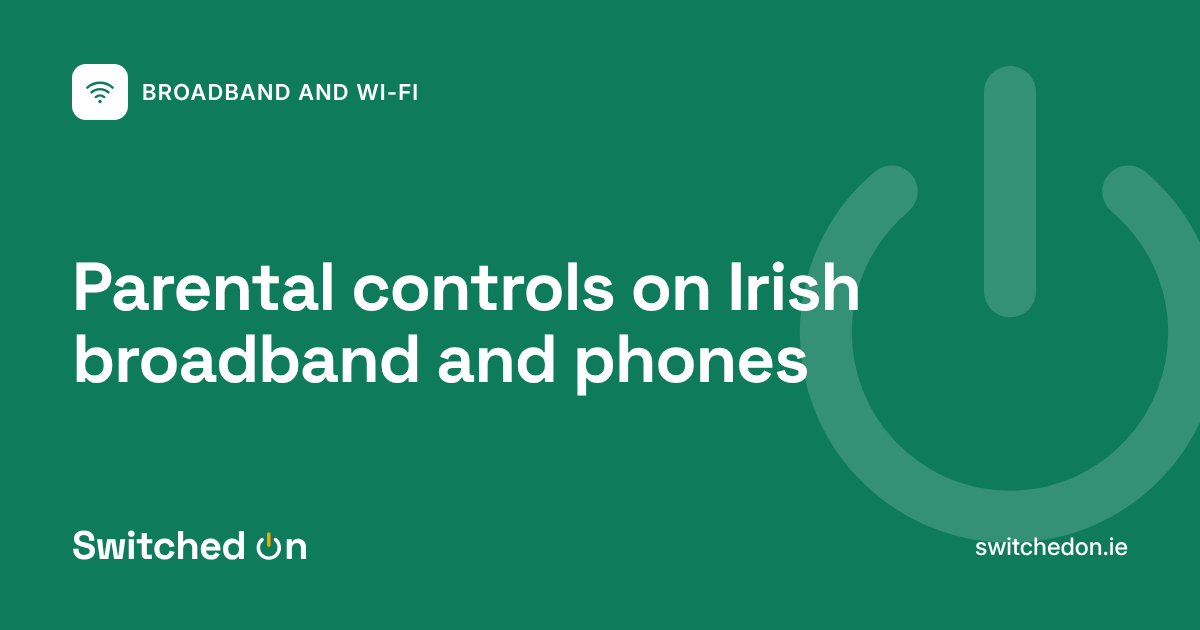 BROADBAND AND WI-FI
Parental controls on Irish
broadband and phones
Switched On
switchedon.ie